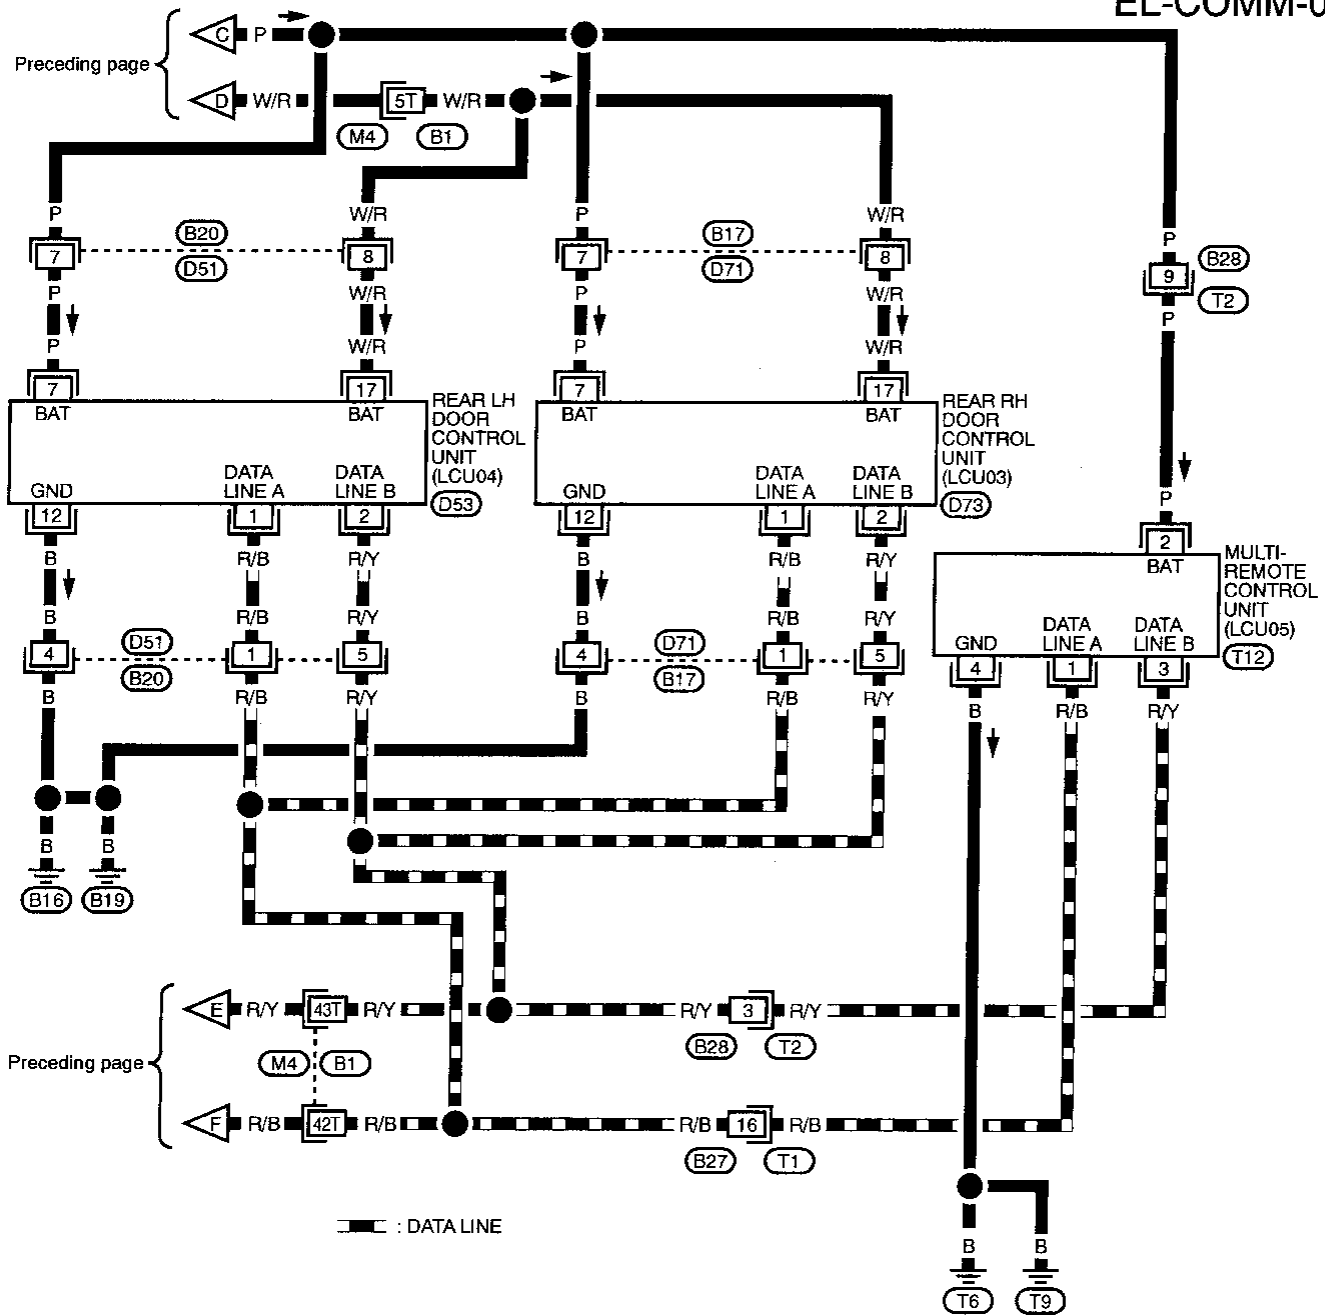 EL-COMM-0
Preceding page
C P
D W/R 5T W/R
M4 B1
P W/R P W/R
B20 B17
7 8 7 8
D51 D71
P B28
9
T2
P W/R P W/R P
P W/R P W/R
7 17 7 17
BAT BAT BAT BAT
REAR LH
DOOR
CONTROL
UNIT
(LCU04)
D53
REAR RH
DOOR
CONTROL
UNIT
(LCU03)
D73
GND DATA
LINE A DATA
LINE B
GND DATA
LINE A DATA
LINE B
12 1 2 12 1 2
B R/B R/Y B R/B R/Y
P
2
BAT
MULTI-
REMOTE
CONTROL
UNIT
(LCU05)
T12
B R/B R/Y B R/B R/Y
D51 D71
4 1 5 4 1 5
B20 B17
B R/B R/Y B R/B R/Y
GND DATA
LINE A DATA
LINE B
4 1 3
B R/B R/Y
B B
B16 B19
Preceding page
E R/Y 43T R/Y R/Y 3 R/Y
B28 T2
M4 B1
F R/B 42T R/B R/B 16 R/B
B27 T1
: DATA LINE
B B
T6 T9